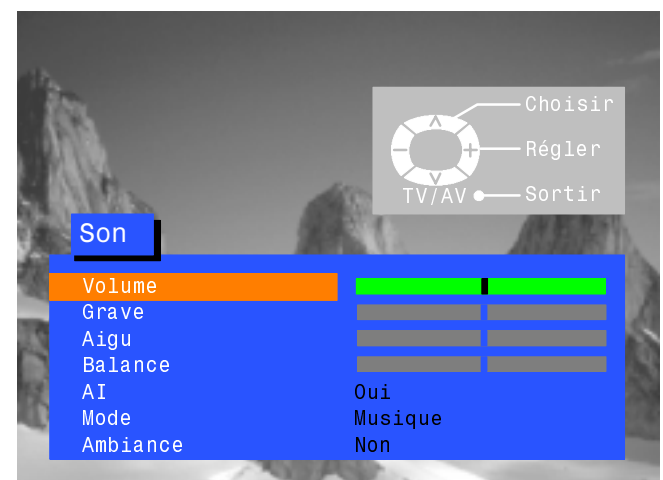 Choisir
Régler
TV/AV Sortir
Son
Volume
Grave
Aigu
Balance
AI Oui
Mode Musique
Ambiance Non